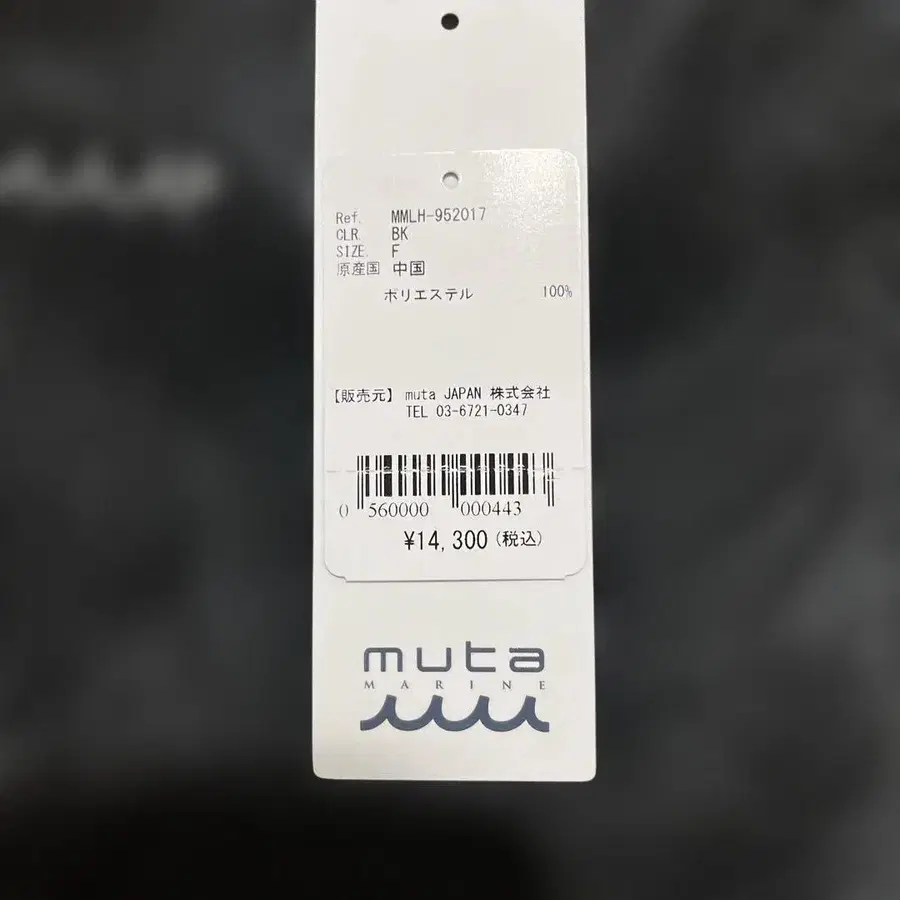 Ref. MMLH-952017
CLR. BK
SIZE. F
原産国 中国
ポリエステル 100%
【販売元】 muta JAPAN 株式会社
TEL 03-6721-0347
0 560000 000443
¥14,300(税込)
muta
MARINE